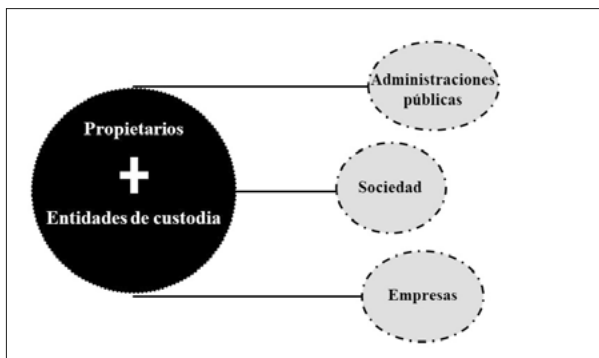 Propietarios
+
Entidades de custodia
Administraciones
públicas
Sociedad
Empresas